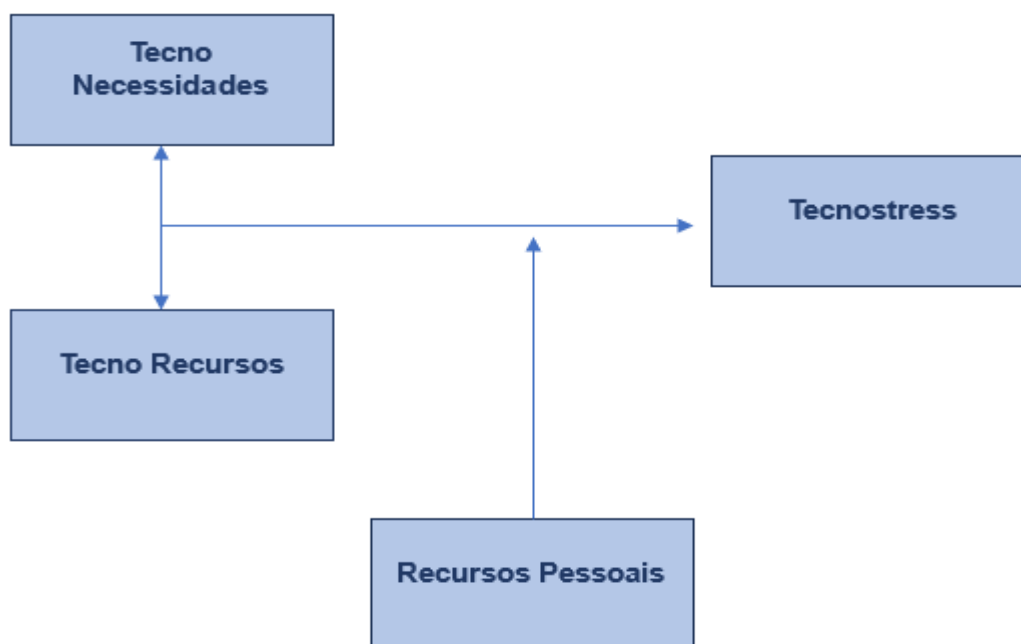 Tecno
Necessidades
Tecnostress
Tecno Recursos
Recursos Pessoais